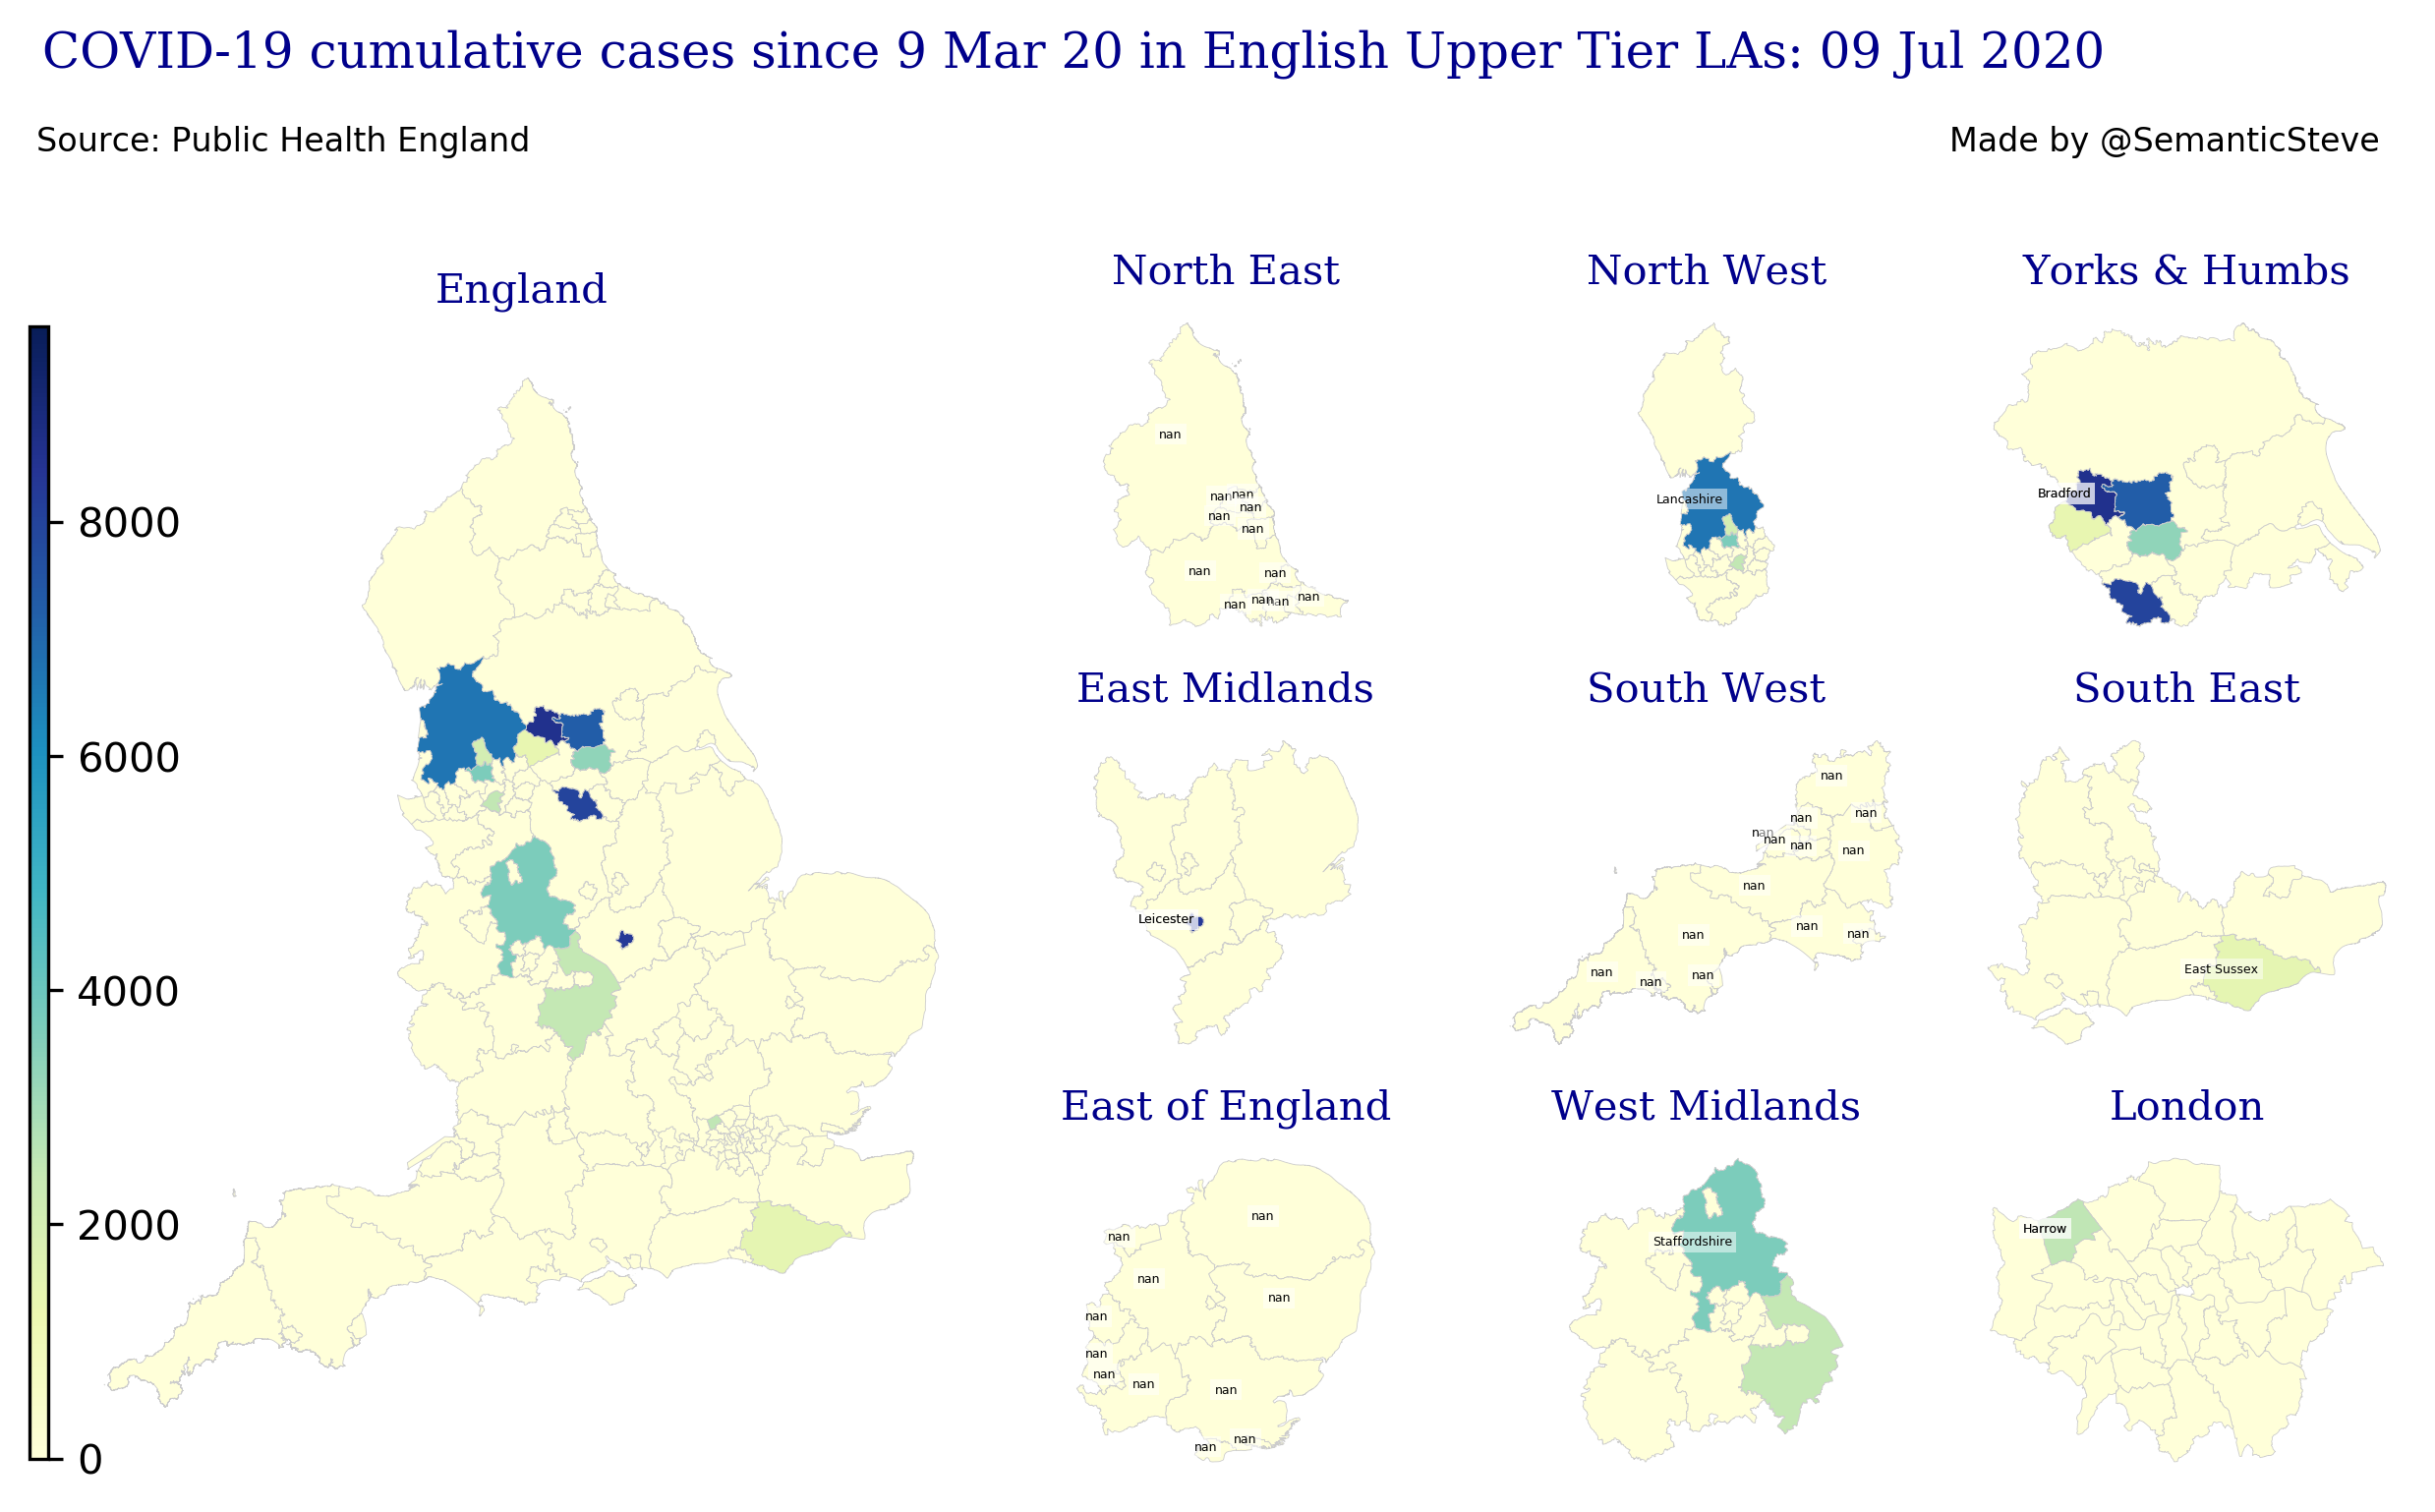 COVID-19 cumulative cases since 9 Mar 20 in English Upper Tier LAs: 09 Jul 2020
Source: Public Health England
Made by @SemanticSteve
England
8000
6000
4000
2000
0
North East
nan
nan
nan
nan
nan
nan
nan
nan
nan
nan
nan
nan
North West
Lancashire
Yorks & Humbs
Bradford
East Midlands
Leicester
South West
nan
nan
nan
nan
nan
nan
nan
nan
nan
nan
nan
nan
nan
nan
South East
East Sussex
East of England
nan
nan
nan
nan
nan
nan
nan
nan
nan
nan
nan
West Midlands
Staffordshire
London
Harrow